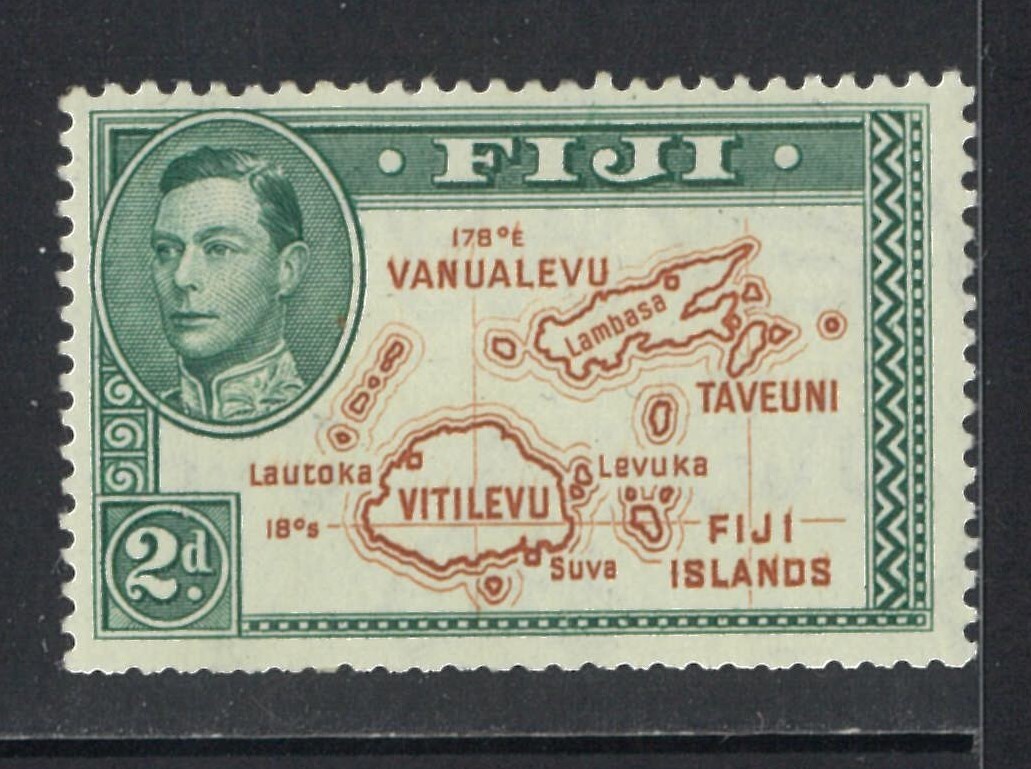 · FIJI ·
178°E
VANUALEVU
Lambasa
TAVEUNI
Lautoka
Levuka
VITILEVU
18°S
FIJI
ISLANDS
Suva
2d.